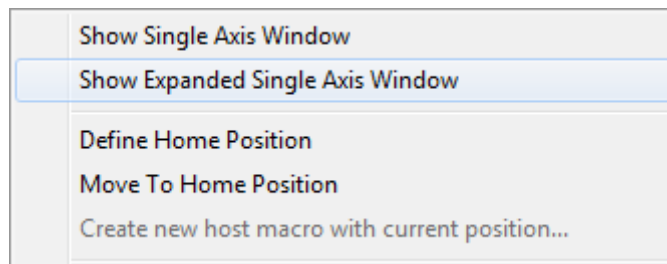 Show Single Axis Window
Show Expanded Single Axis Window
Define Home Position
Move To Home Position
Create new host macro with current position...